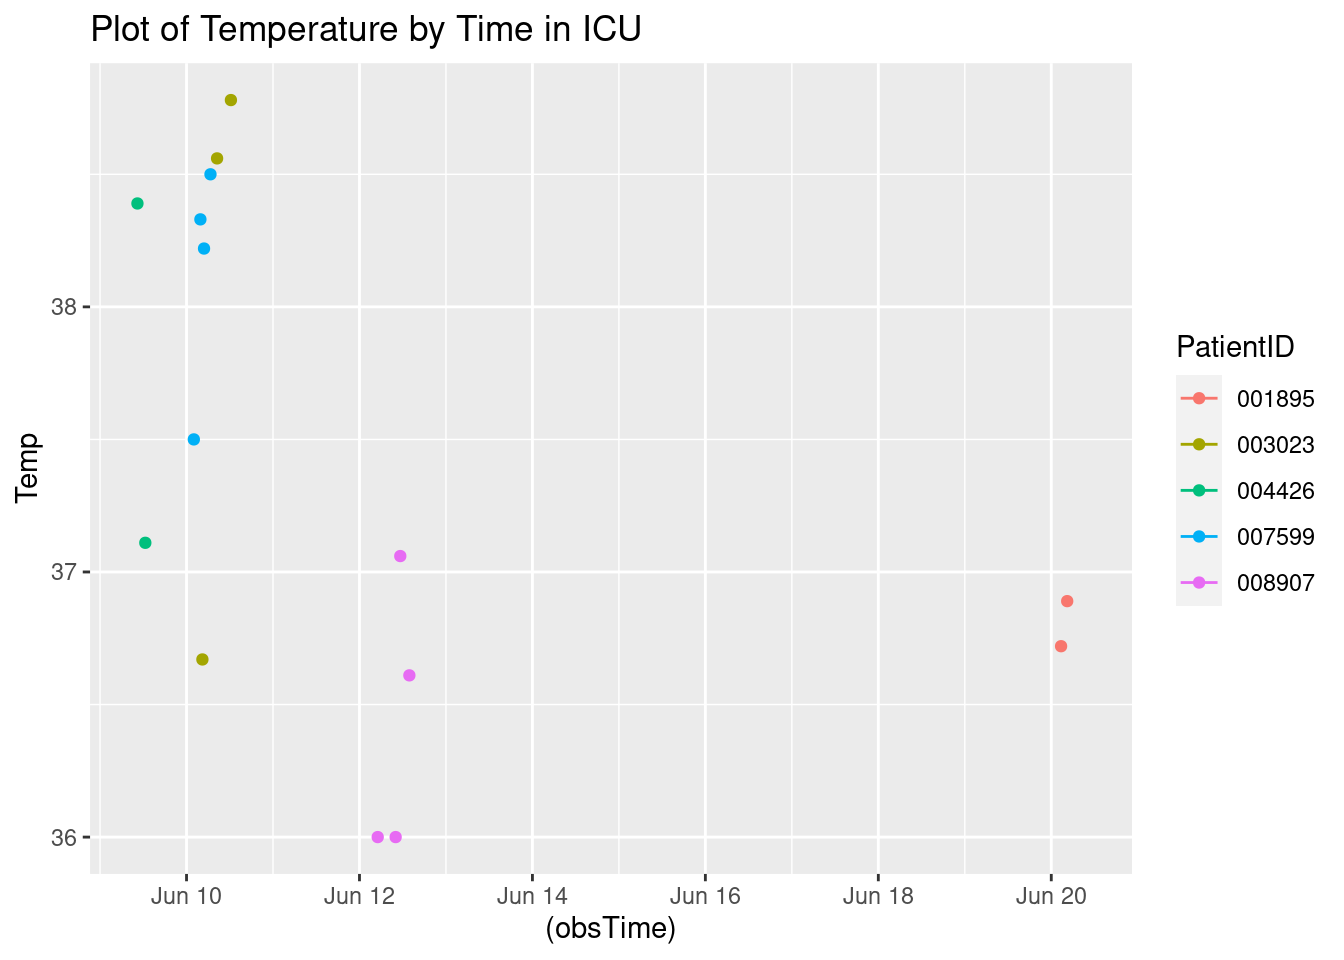 Plot of Temperature by Time in ICU
38
37
36
Temp
Jun 10 Jun 12 Jun 14 Jun 16 Jun 18 Jun 20
(obsTime)
PatientID
001895
003023
004426
007599
008907